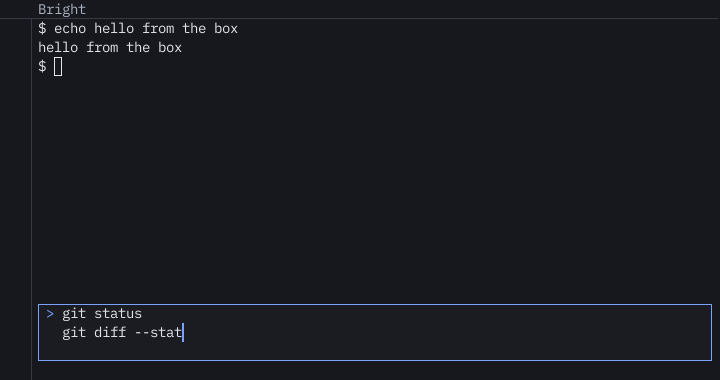 Bright
$ echo hello from the box
hello from the box
$
> git status
git diff --stat